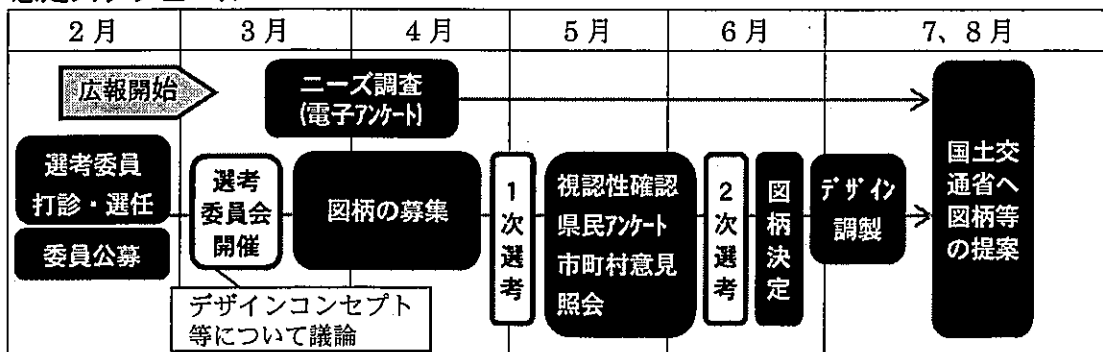 2月
3月
4月
5月
6月
7、8月
広報開始
ニーズ調査
(電子アンケート)
選考委員
打診・選任
委員公募
選考
委員会
開催
図柄の募集
1次選考
視認性確認
県民アンケート
市町村意見
照会
2次選考
図柄決定
デザイン
調製
国土交
通省へ
図柄等
の提案
デザインコンセプト
等について議論